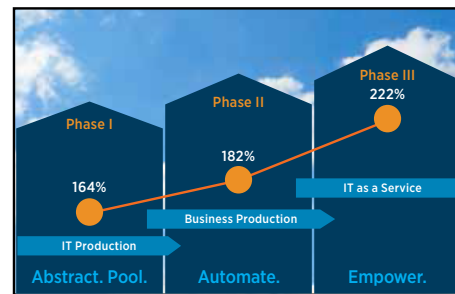 Phase I
Phase II
Phase III
164%
182%
222%
IT Production
Business Production
IT as a Service
Abstract. Pool.
Automate.
Empower.